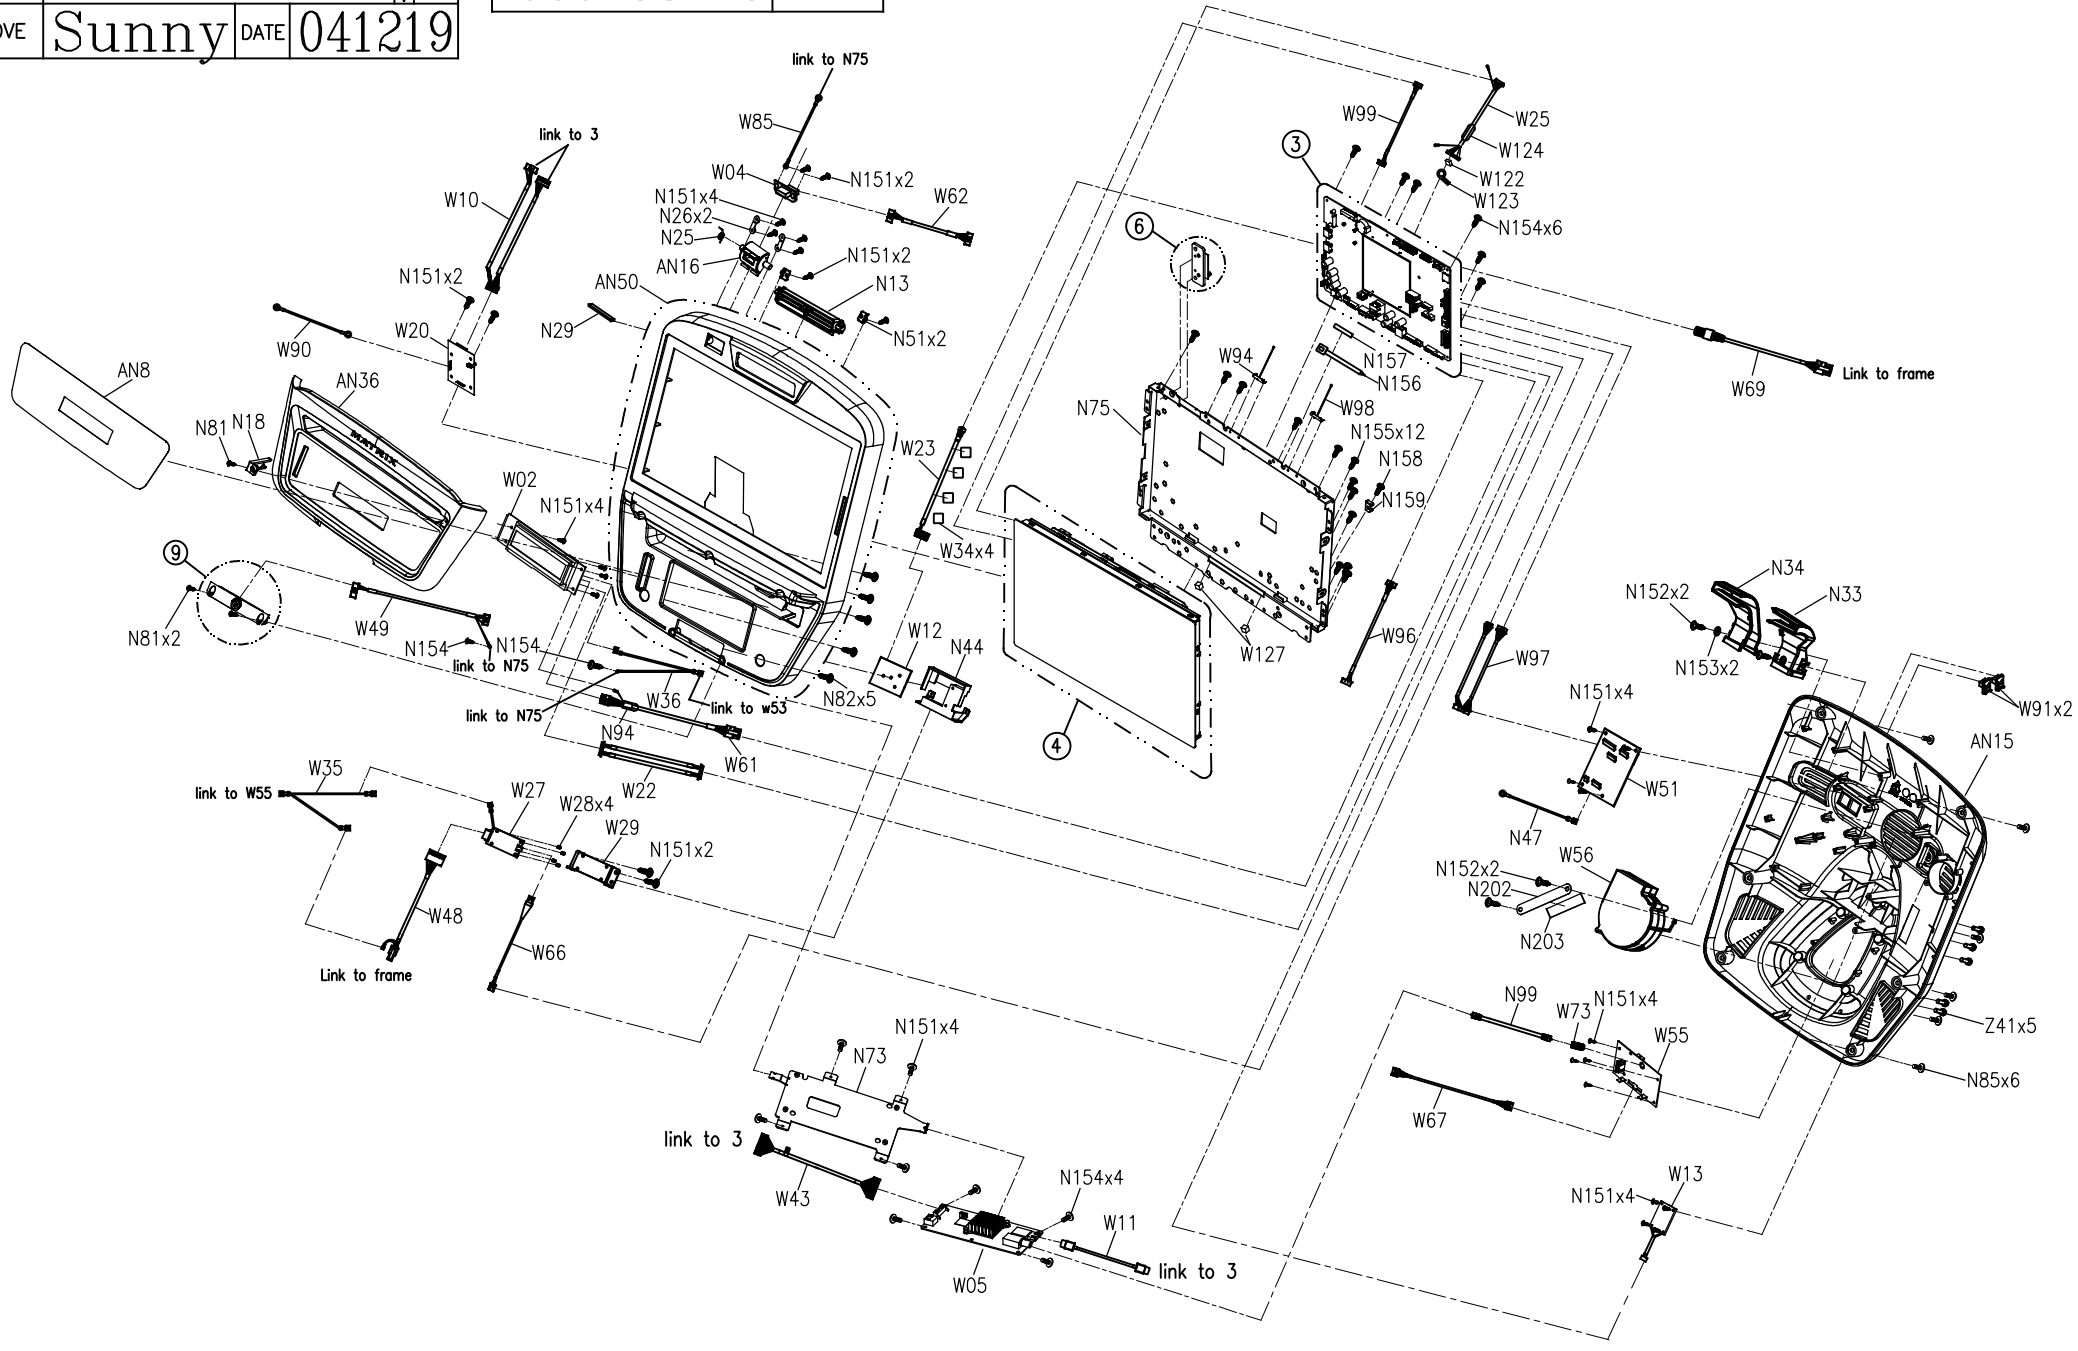 OVE Sunny DATE 041219
link to N75
W85
link to 3
W04
N151x2
W10
N151x4
N26x2
N25
W62
AN16
N151x2
N151x2
AN50
N13
W20
N29
N51x2
W90
AN8
AN36
N81
N18
MATRIX
W02
N151x4
W23
W34x4
9
N81x2
W49
N154
link to N75
N154
W36
link to N75
link to w53
N94
W61
W22
N82x5
W12
N44
W35
link to W55
W27
W28x4
W29
N151x2
W48
Link to frame
W66
W99
W25
W124
W122
W123
3
N154x6
6
N157
N156
W94
W98
N75
N155x12
N158
N159
W69
Link to frame
W127
W96
4
W97
N34
N33
N152x2
N153x2
N151x4
W91x2
AN15
W51
N47
W56
N152x2
N202
N203
N99
N151x4
W73
W55
Z41x5
N85x6
W67
W13
N151x4
N151x4
N73
link to 3
W43
N154x4
W11
link to 3
W05